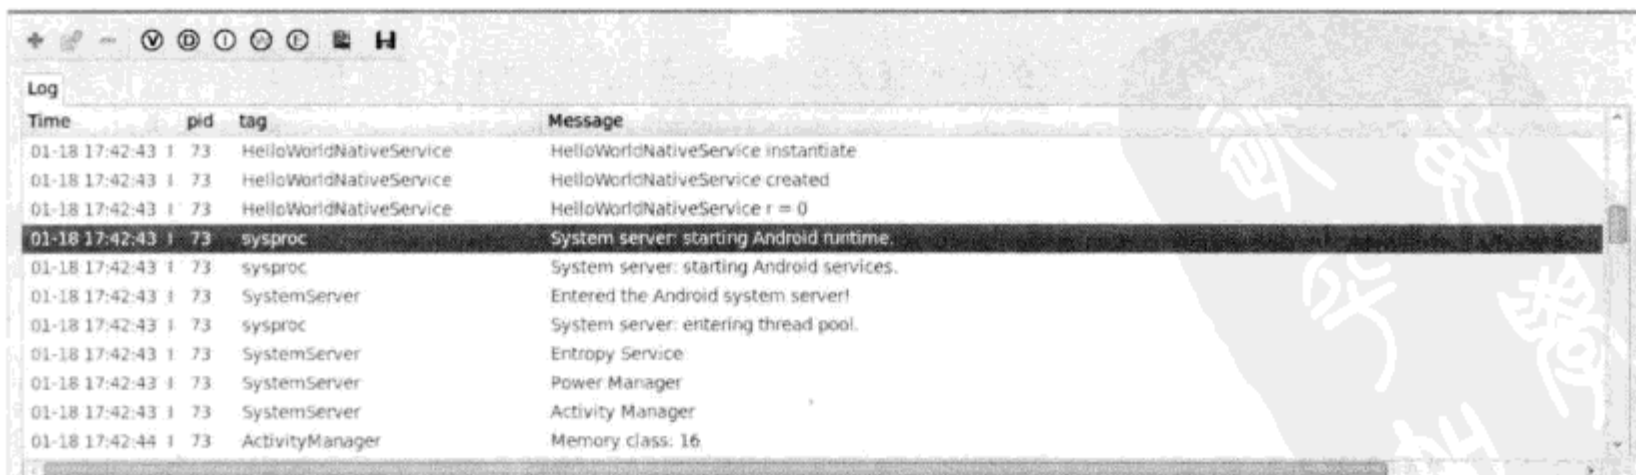 V D I W E
Log
Time pid tag Message
01-18 17:42:43 I 73 HelloWorldNativeService HelloWorldNativeService instantiate
01-18 17:42:43 I 73 HelloWorldNativeService HelloWorldNativeService created
01-18 17:42:43 I 73 HelloWorldNativeService HelloWorldNativeService r = 0
01-18 17:42:43 I 73 sysproc System server: starting Android runtime.
01-18 17:42:43 I 73 sysproc System server: starting Android services.
01-18 17:42:43 I 73 SystemServer Entered the Android system server!
01-18 17:42:43 I 73 sysproc System server: entering thread pool.
01-18 17:42:43 I 73 SystemServer Entropy Service
01-18 17:42:43 I 73 SystemServer Power Manager
01-18 17:42:43 I 73 SystemServer Activity Manager
01-18 17:42:44 I 73 ActivityManager Memory class: 16